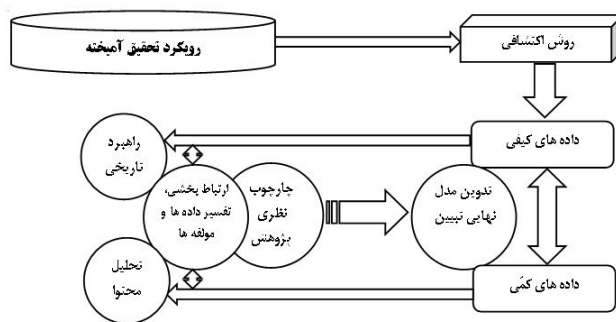 رویکرد تحقیق آمیخته
روش اکتشافی
داده های کیفی
راهبرد
تاریخی
ارتباط بخشی،
تفسیر داده ها و
مولفه ها
چارچوب
نظری
پژوهش
تدوین مدل
نهایی تبیین
تحلیل
محتوا
داده های کمّی